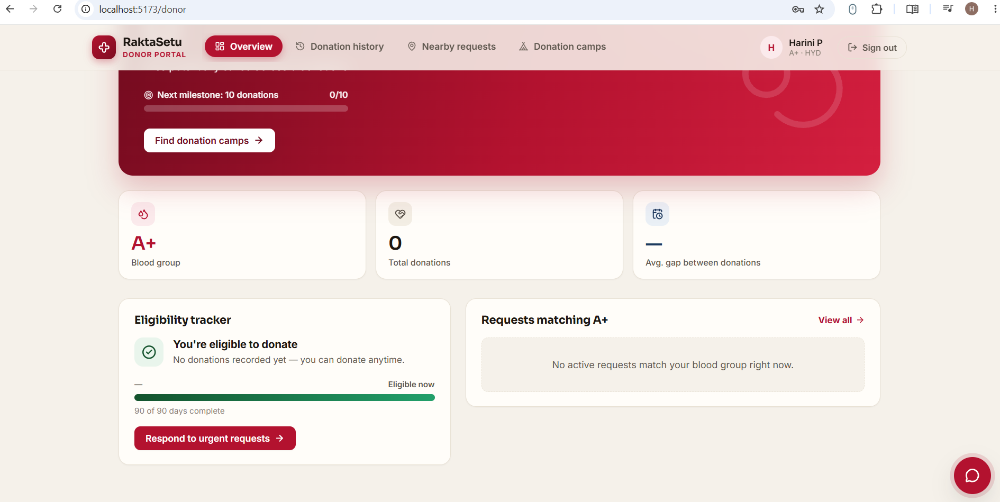 localhost:5173/donor
H
RaktaSetu
DONOR PORTAL
Overview
Donation history
Nearby requests
Donation camps
H
Harini P
A+ · HYD
Sign out
Next milestone: 10 donations
0/10
Find donation camps
A+
Blood group
0
Total donations
—
Avg. gap between donations
Eligibility tracker
You're eligible to donate
No donations recorded yet — you can donate anytime.
—
Eligible now
90 of 90 days complete
Respond to urgent requests
Requests matching A+
View all
No active requests match your blood group right now.